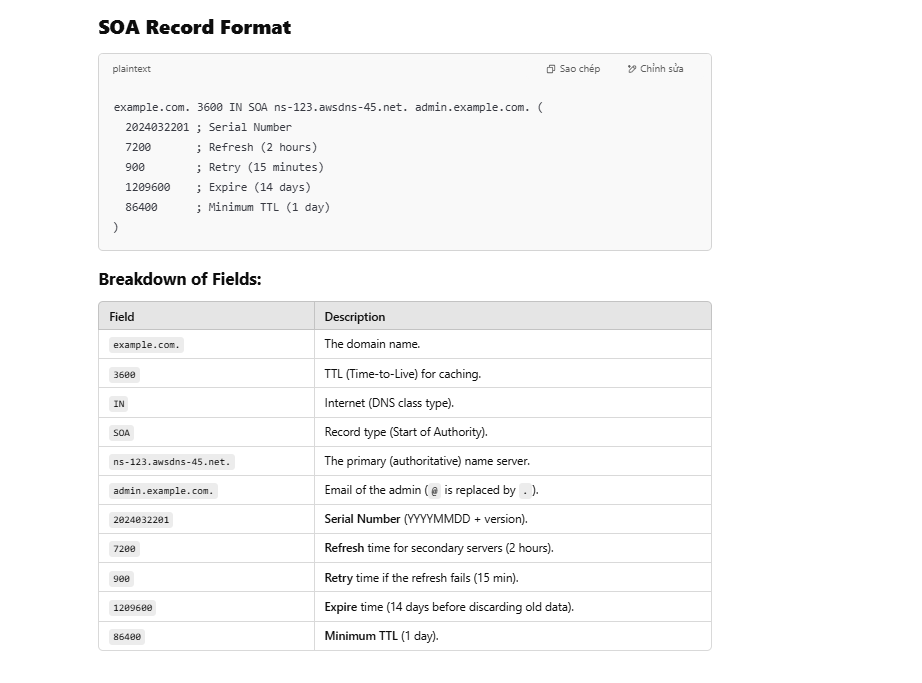 SOA Record Format
plaintext Sao chép Chỉnh sửa
example.com. 3600 IN SOA ns-123.awsdns-45.net. admin.example.com. (
2024032201 ; Serial Number
7200 ; Refresh (2 hours)
900 ; Retry (15 minutes)
1209600 ; Expire (14 days)
86400 ; Minimum TTL (1 day)
)
Breakdown of Fields:
Field Description
example.com. The domain name.
3600 TTL (Time-to-Live) for caching.
IN Internet (DNS class type).
SOA Record type (Start of Authority).
ns-123.awsdns-45.net. The primary (authoritative) name server.
admin.example.com. Email of the admin ( @ is replaced by . ).
2024032201 Serial Number (YYYYMMDD + version).
7200 Refresh time for secondary servers (2 hours).
900 Retry time if the refresh fails (15 min).
1209600 Expire time (14 days before discarding old data).
86400 Minimum TTL (1 day).